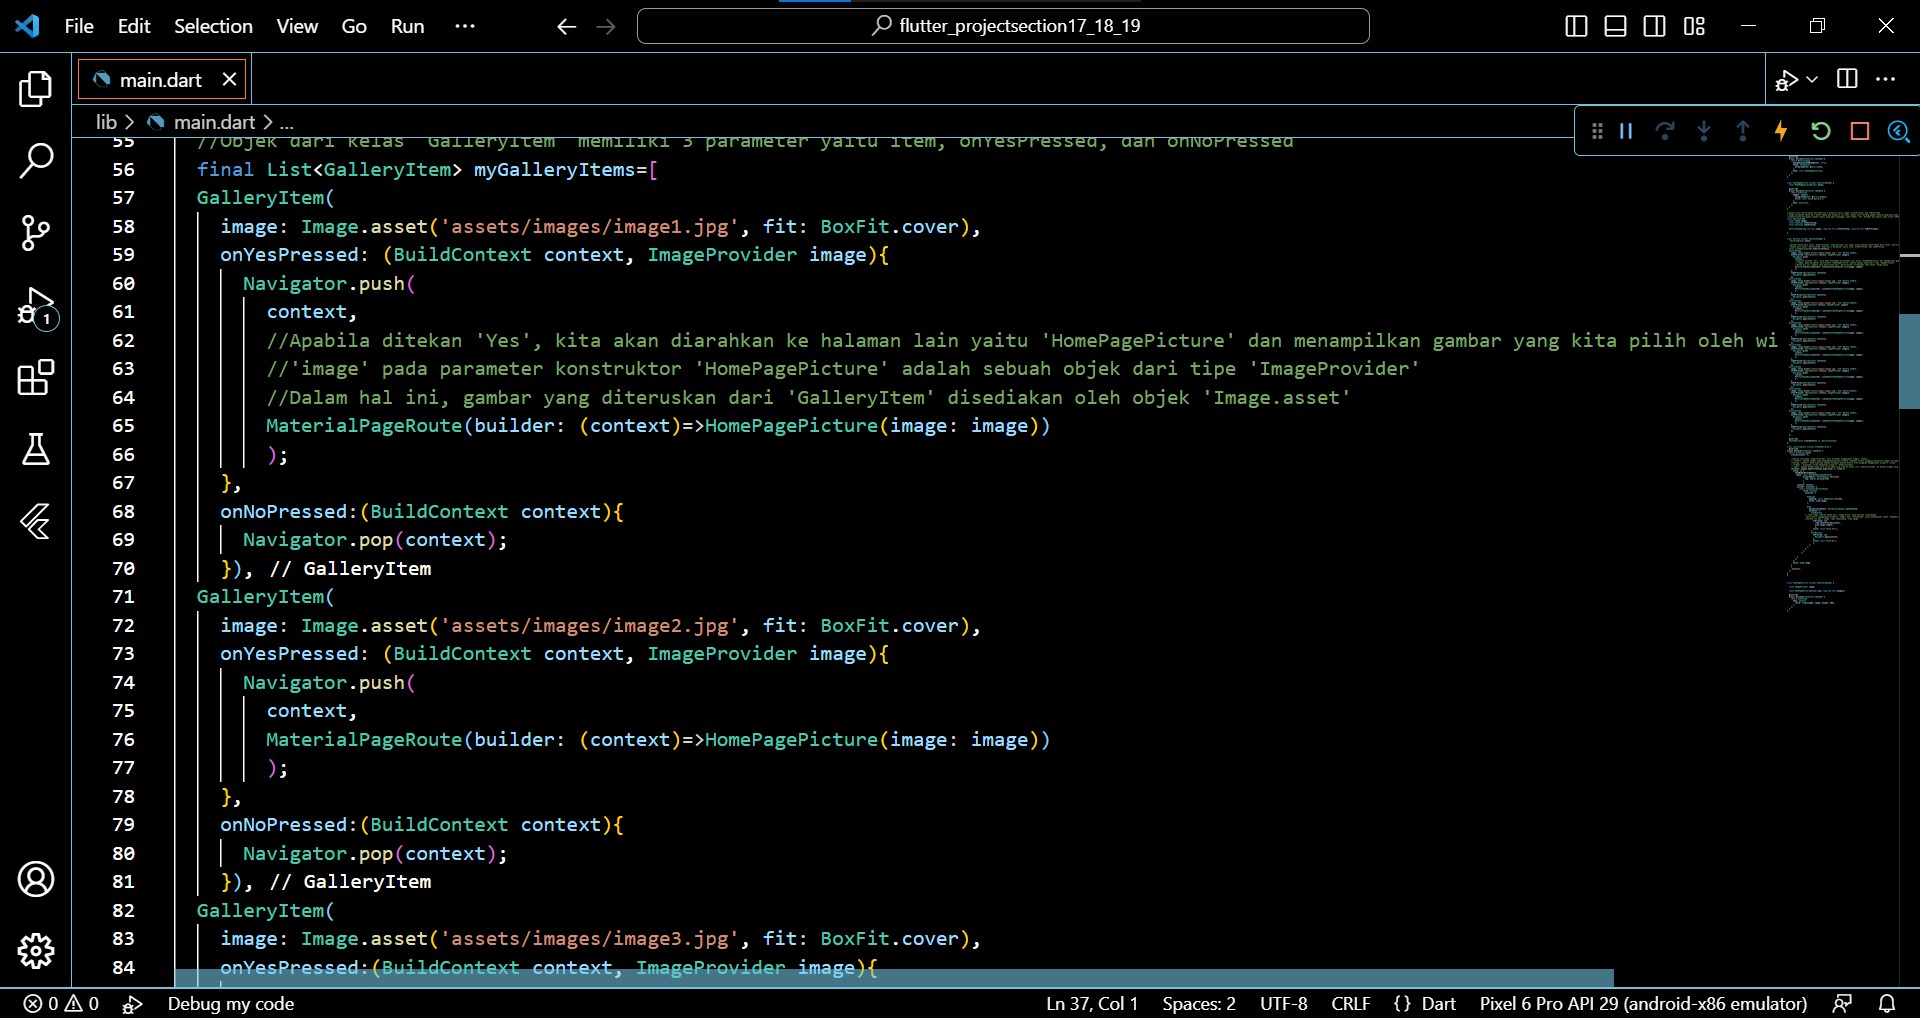 File Edit Selection View Go Run ···
flutter_projectsection17_18_19
main.dart
lib > main.dart > ...
55 //Objek dari kelas 'GalleryItem' memiliki 3 parameter yaitu item, onYesPressed, dan onNoPressed
56 final List<GalleryItem> myGalleryItems=[
57 GalleryItem(
58 image: Image.asset('assets/images/image1.jpg', fit: BoxFit.cover),
59 onYesPressed: (BuildContext context, ImageProvider image){
60 Navigator.push(
61 context,
62 //Apabila ditekan 'Yes', kita akan diarahkan ke halaman lain yaitu 'HomePagePicture' dan menampilkan gambar yang kita pilih oleh wi
63 //'image' pada parameter konstruktor 'HomePagePicture' adalah sebuah objek dari tipe 'ImageProvider'
64 //Dalam hal ini, gambar yang diteruskan dari 'GalleryItem' disediakan oleh objek 'Image.asset'
65 MaterialPageRoute(builder: (context)=>HomePagePicture(image: image))
66 );
67 },
68 onNoPressed:(BuildContext context){
69 Navigator.pop(context);
70 }), // GalleryItem
71 GalleryItem(
72 image: Image.asset('assets/images/image2.jpg', fit: BoxFit.cover),
73 onYesPressed: (BuildContext context, ImageProvider image){
74 Navigator.push(
75 context,
76 MaterialPageRoute(builder: (context)=>HomePagePicture(image: image))
77 );
78 },
79 onNoPressed:(BuildContext context){
80 Navigator.pop(context);
81 }), // GalleryItem
82 GalleryItem(
83 image: Image.asset('assets/images/image3.jpg', fit: BoxFit.cover),
84 onYesPressed:(BuildContext context, ImageProvider image){
1
0 0 Debug my code Ln 37, Col 1 Spaces: 2 UTF-8 CRLF {} Dart Pixel 6 Pro API 29 (android-x86 emulator)